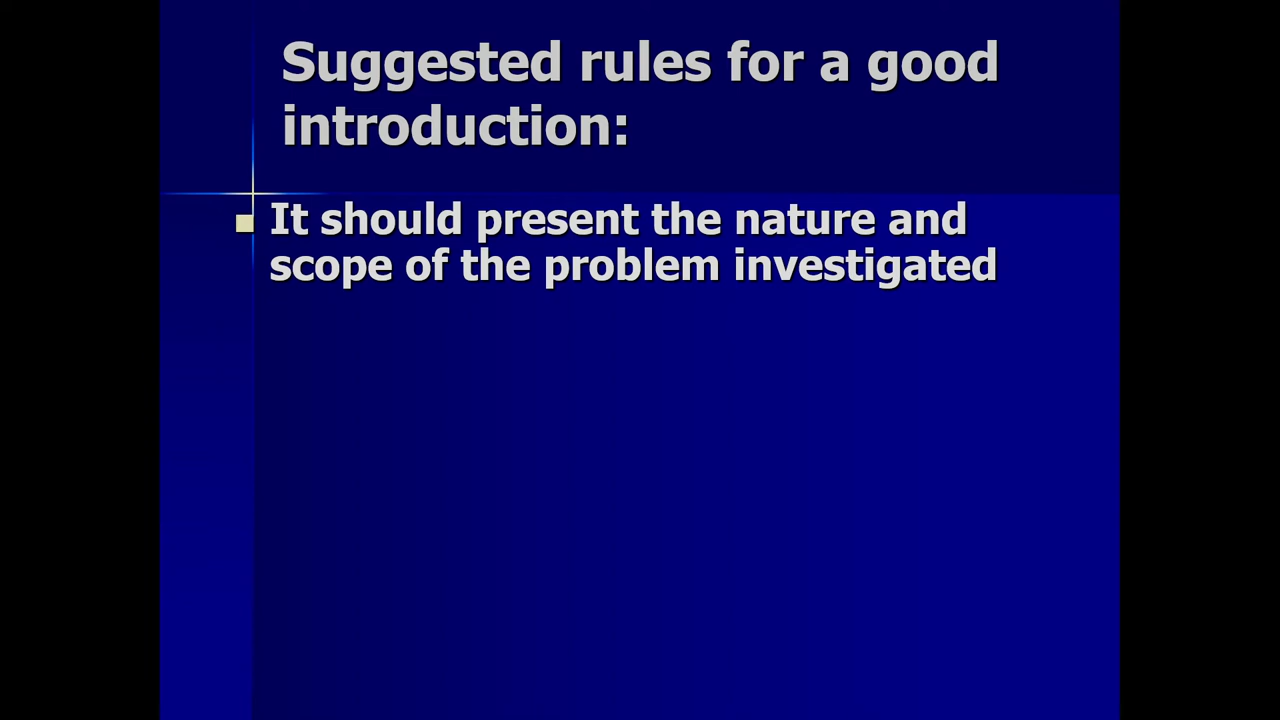 Suggested rules for a good
introduction:
It should present the nature and
scope of the problem investigated